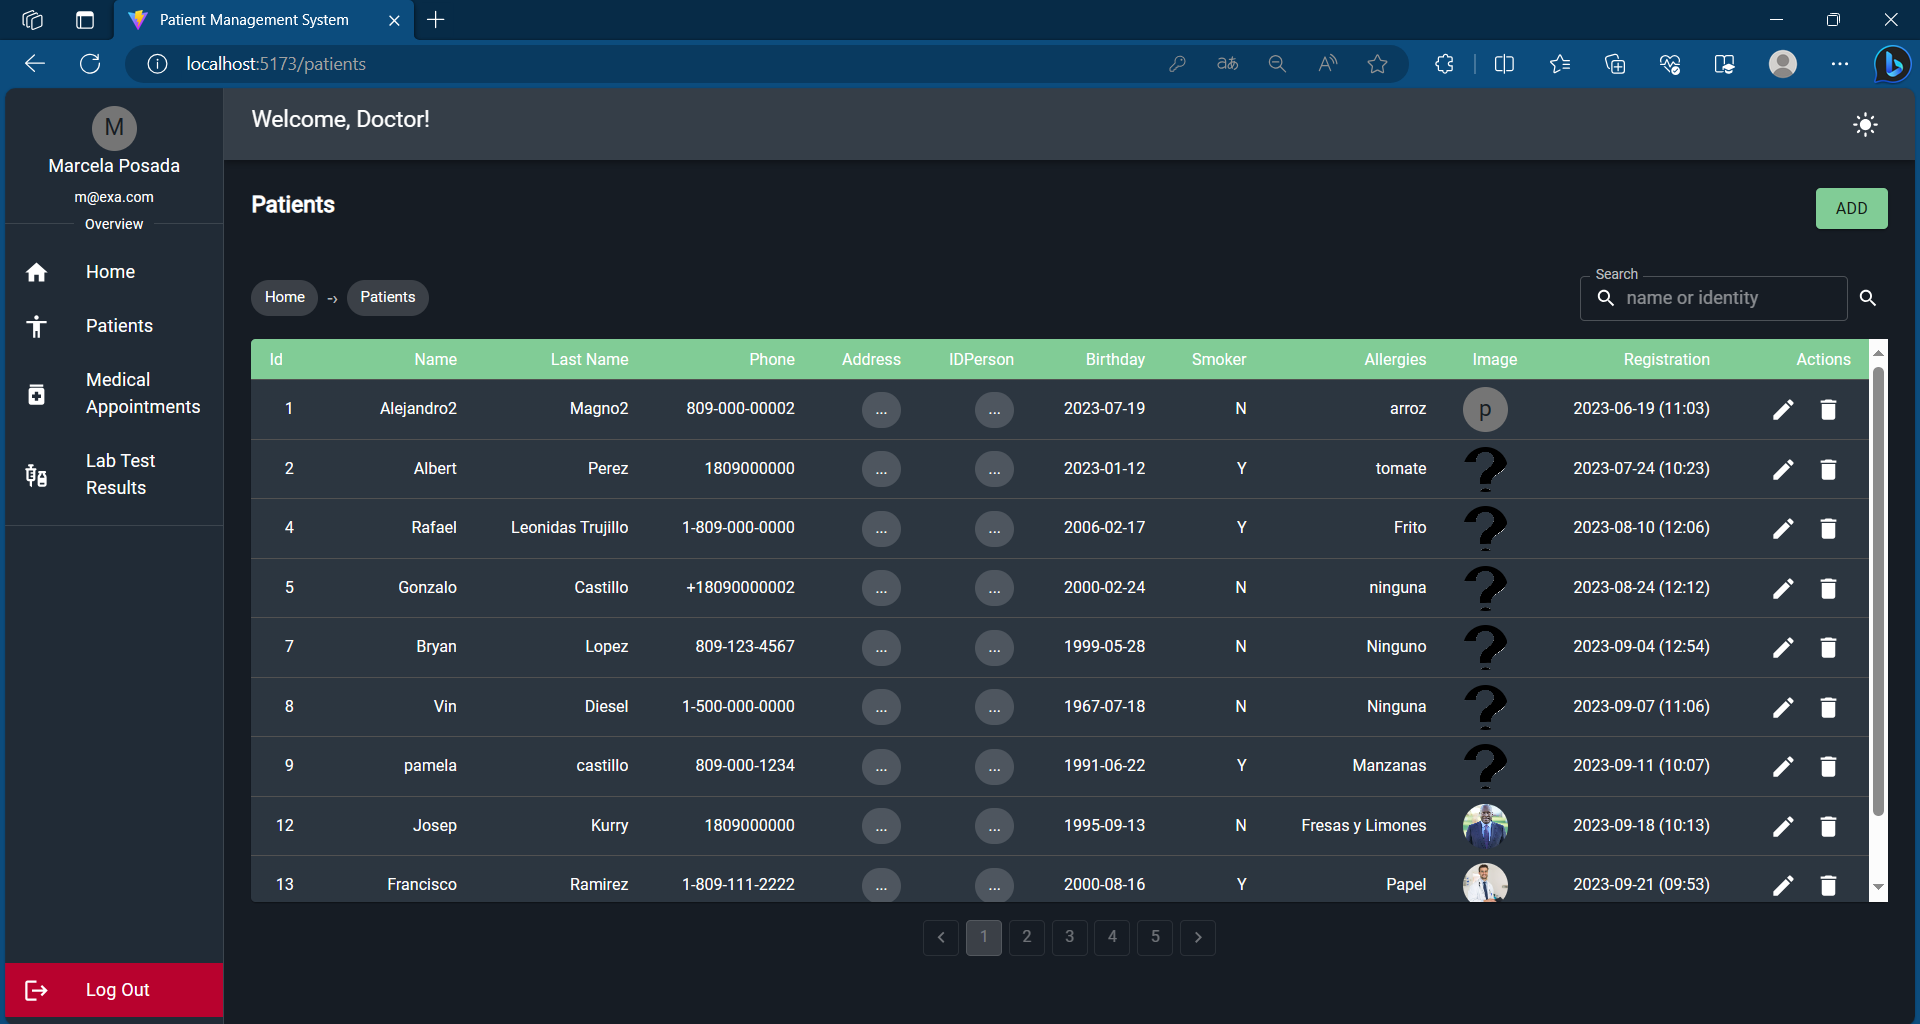 Patient Management System
localhost:5173/patients
M
Marcela Posada
m@exa.com
Overview
Home
Patients
Medical
Appointments
Lab Test
Results
Log Out
Welcome, Doctor!
Patients
ADD
Home -> Patients
Search
name or identity
Id Name Last Name Phone Address IDPerson Birthday Smoker Allergies Image Registration Actions
1 Alejandro2 Magno2 809-000-00002 ... ... 2023-07-19 N arroz p 2023-06-19 (11:03)
2 Albert Perez 1809000000 ... ... 2023-01-12 Y tomate ? 2023-07-24 (10:23)
4 Rafael Leonidas Trujillo 1-809-000-0000 ... ... 2006-02-17 Y Frito ? 2023-08-10 (12:06)
5 Gonzalo Castillo +18090000002 ... ... 2000-02-24 N ninguna ? 2023-08-24 (12:12)
7 Bryan Lopez 809-123-4567 ... ... 1999-05-28 N Ninguno ? 2023-09-04 (12:54)
8 Vin Diesel 1-500-000-0000 ... ... 1967-07-18 N Ninguna ? 2023-09-07 (11:06)
9 pamela castillo 809-000-1234 ... ... 1991-06-22 Y Manzanas ? 2023-09-11 (10:07)
12 Josep Kurry 1809000000 ... ... 1995-09-13 N Fresas y Limones 2023-09-18 (10:13)
13 Francisco Ramirez 1-809-111-2222 ... ... 2000-08-16 Y Papel 2023-09-21 (09:53)
< 1 2 3 4 5 >